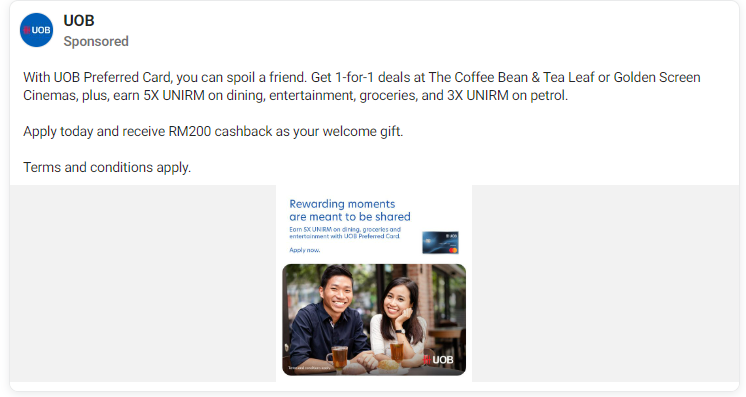 UOB
UOB
Sponsored
With UOB Preferred Card, you can spoil a friend. Get 1-for-1 deals at The Coffee Bean & Tea Leaf or Golden Screen
Cinemas, plus, earn 5X UNIRM on dining, entertainment, groceries, and 3X UNIRM on petrol.
Apply today and receive RM200 cashback as your welcome gift.
Terms and conditions apply.
Rewarding moments
are meant to be shared
Earn 5X UNIRM on dining, groceries and
entertainment with UOB Preferred Card.
Apply now.
UOB